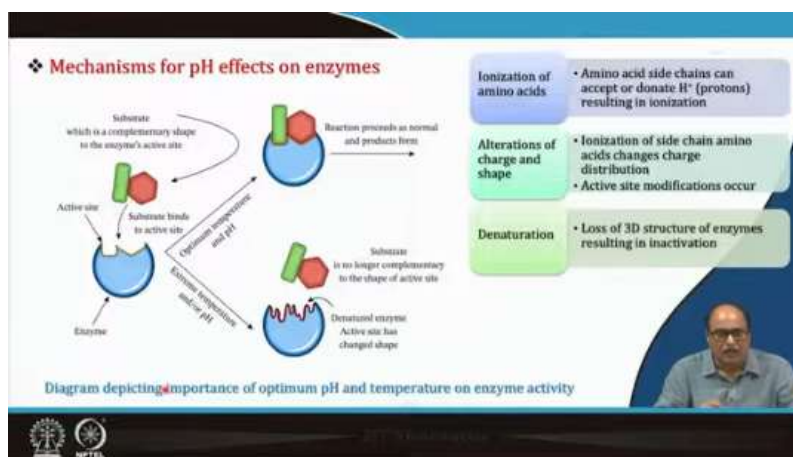 ❖ Mechanisms for pH effects on enzymes
Substrate
which is a complementary shape
to the enzyme's active site
Active site
Substrate binds
to active site
Enzyme
Optimum temperature
and pH
Extreme temperature
and/or pH
Reaction proceeds as normal
and products form
Substrate
is no longer complementary
to the shape of active site
Denatured enzyme
Active site has
changed shape
Diagram depicting importance of optimum pH and temperature on enzyme activity
Ionization of
amino acids
• Amino acid side chains can
accept or donate H⁺ (protons)
resulting in ionization
Alterations of
charge and
shape
• Ionization of side chain amino
acids changes charge
distribution
• Active site modifications occur
Denaturation
• Loss of 3D structure of enzymes
resulting in inactivation
NPTEL